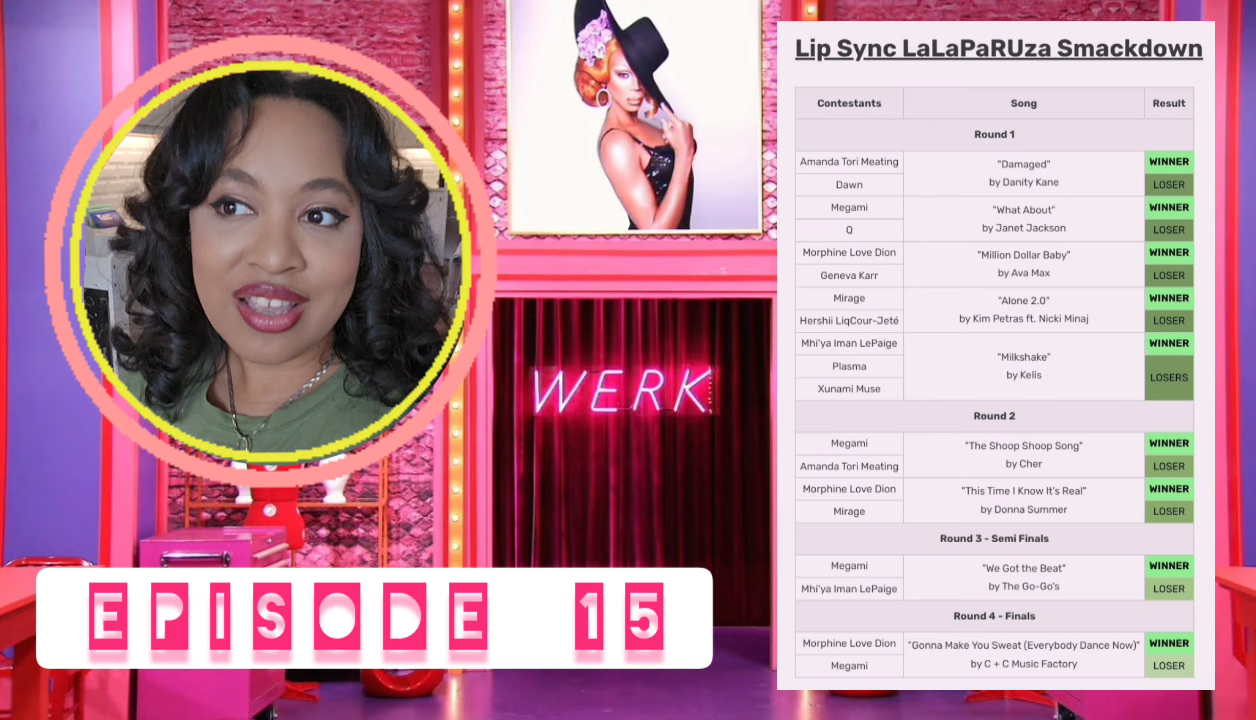 WERK
EPISODE 15
Lip Sync LaLaPaRUza Smackdown
Contestants Song Result
Round 1
Amanda Tori Meating "Damaged" by Danity Kane WINNER
Dawn LOSER
Megami "What About" by Janet Jackson WINNER
Q LOSER
Morphine Love Dion "Million Dollar Baby" by Ava Max WINNER
Geneva Karr LOSER
Mirage "Alone 2.0" by Kim Petras ft. Nicki Minaj WINNER
Hershii LiqCour-Jeté LOSER
Mhi'ya Iman LePaige "Milkshake" by Kelis WINNER
Plasma LOSERS
Xunami Muse
Round 2
Megami "The Shoop Shoop Song" by Cher WINNER
Amanda Tori Meating LOSER
Morphine Love Dion "This Time I Know It's Real" by Donna Summer WINNER
Mirage LOSER
Round 3 - Semi Finals
Megami "We Got the Beat" by The Go-Go's WINNER
Mhi'ya Iman LePaige LOSER
Round 4 - Finals
Morphine Love Dion "Gonna Make You Sweat (Everybody Dance Now)" by C + C Music Factory WINNER
Megami LOSER